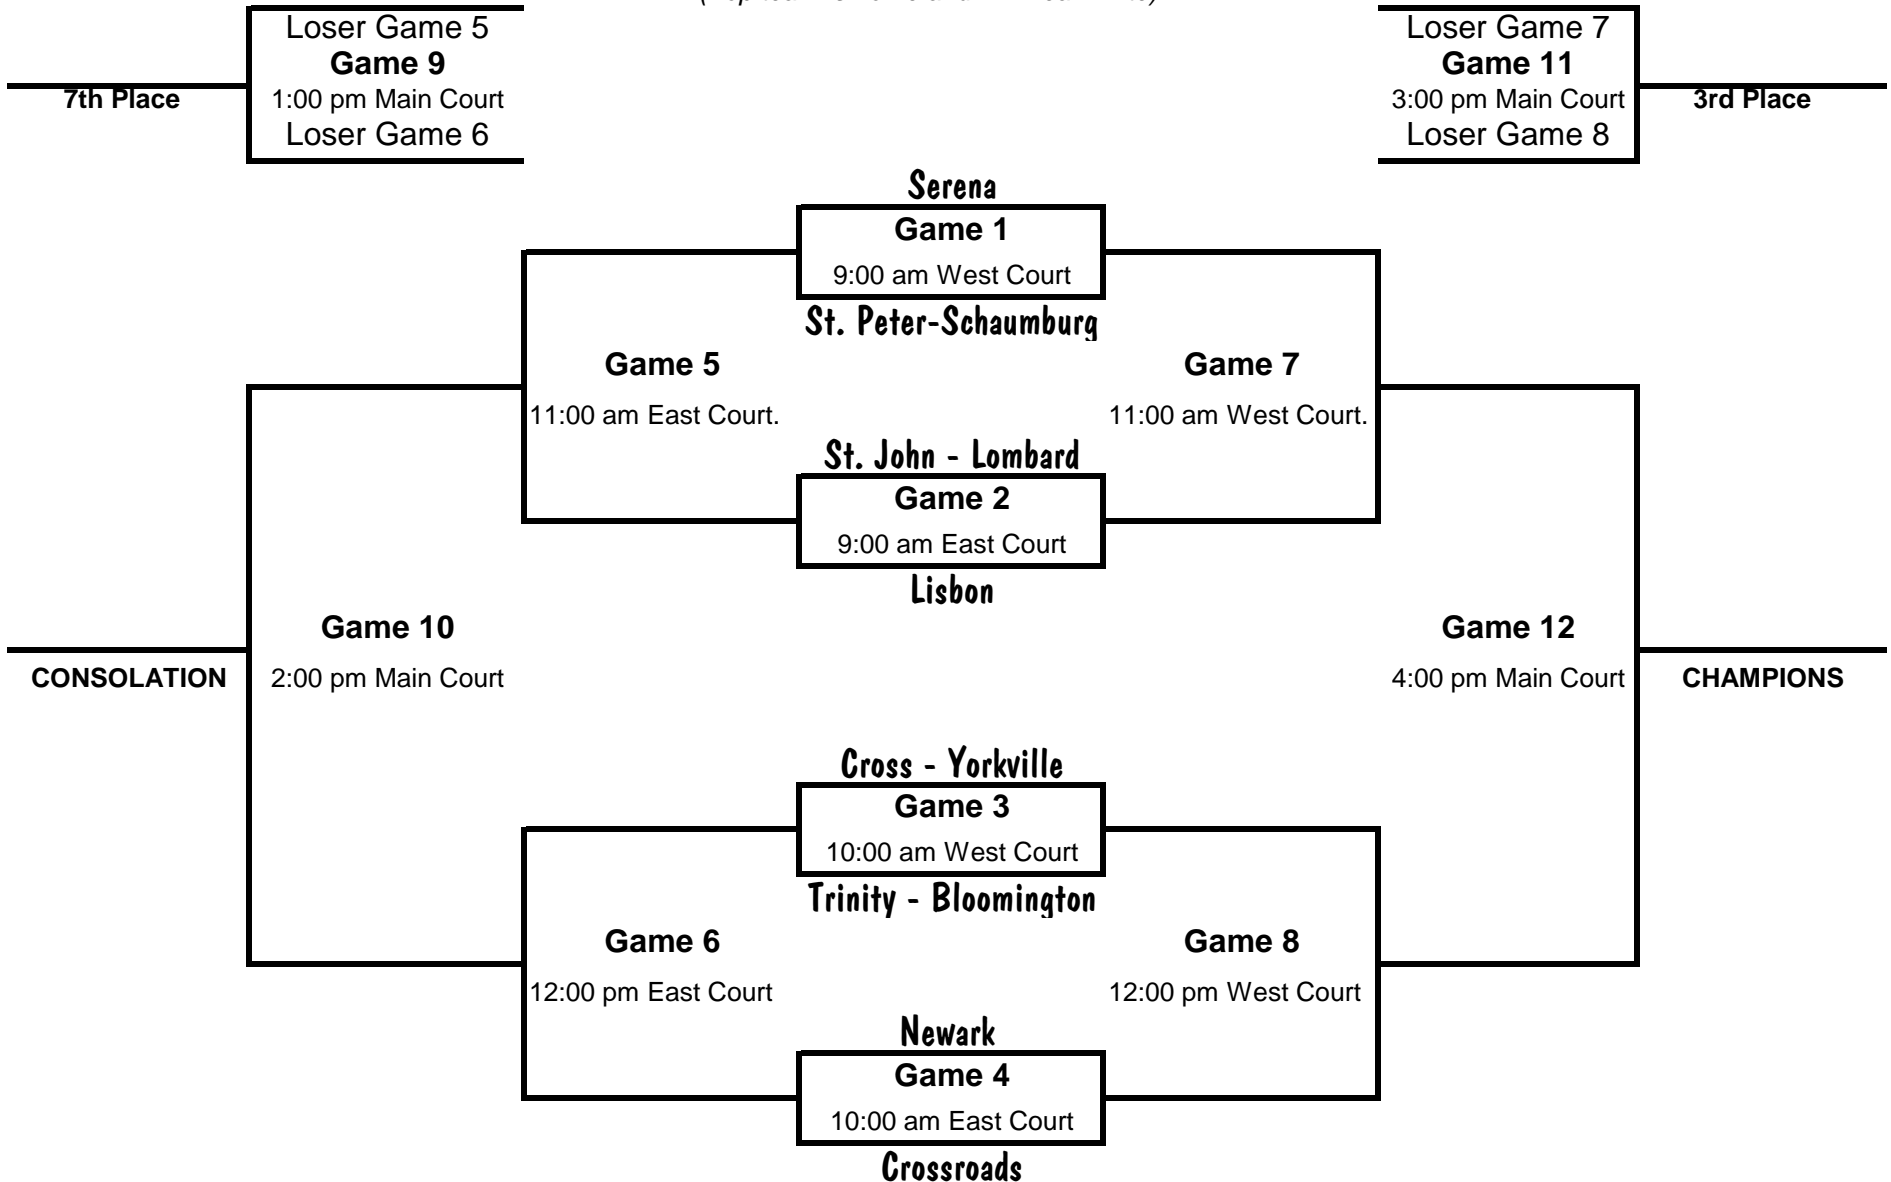 Loser Game 5
Game 9
7th Place
1:00 pm Main Court
Loser Game 6
Loser Game 7
Game 11
3:00 pm Main Court
3rd Place
Loser Game 8
Serena
Game 1
9:00 am West Court
St. Peter-Schaumburg
Game 5
11:00 am East Court.
Game 7
11:00 am West Court.
St. John - Lombard
Game 2
9:00 am East Court
Lisbon
Game 10
CONSOLATION
2:00 pm Main Court
Game 12
4:00 pm Main Court
CHAMPIONS
Cross - Yorkville
Game 3
10:00 am West Court
Trinity - Bloomington
Game 6
12:00 pm East Court
Game 8
12:00 pm West Court
Newark
Game 4
10:00 am East Court
Crossroads